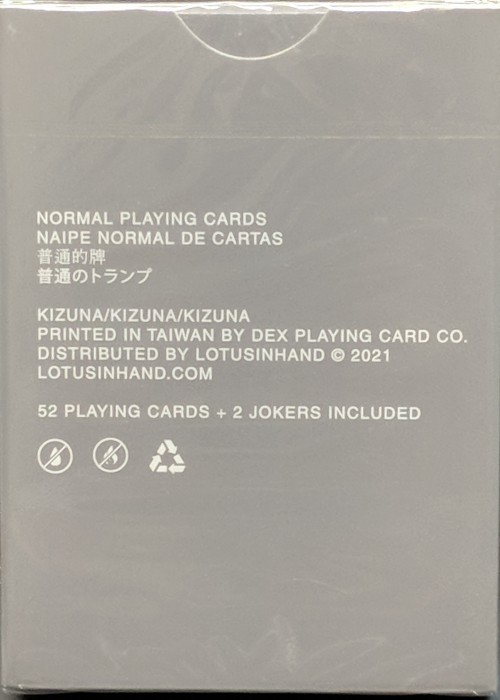 NORMAL PLAYING CARDS
NAIPE NORMAL DE CARTAS
普通的牌
普通のトランプ
KIZUNA/KIZUNA/KIZUNA
PRINTED IN TAIWAN BY DEX PLAYING CARD CO.
DISTRIBUTED BY LOTUSINHAND © 2021
LOTUSINHAND.COM
52 PLAYING CARDS + 2 JOKERS INCLUDED